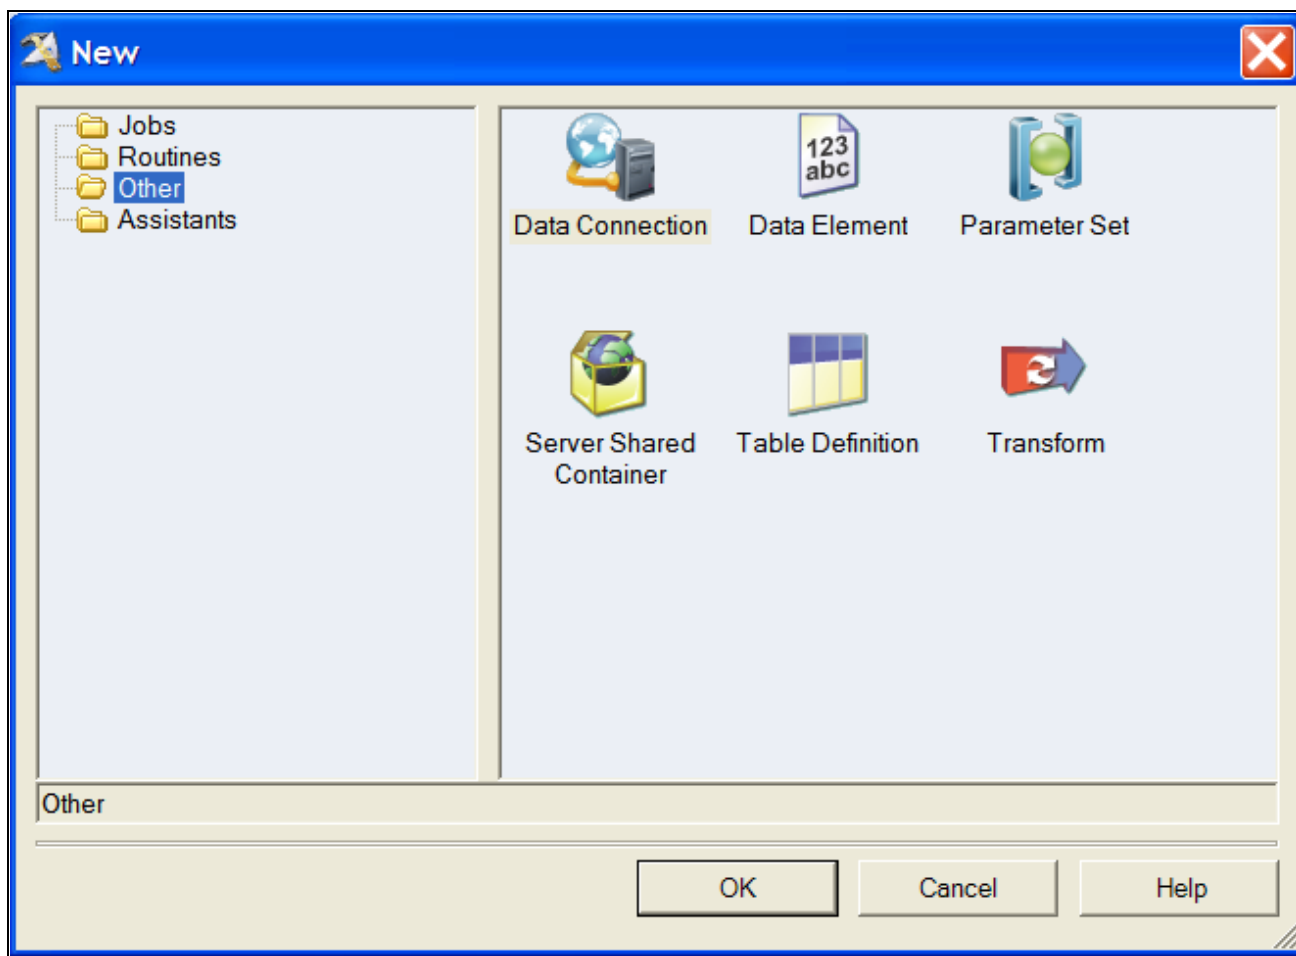 New
Jobs
Routines
Other
Assistants
123
abc
Data Connection
Data Element
Parameter Set
Server Shared
Container
Table Definition
Transform
Other
OK
Cancel
Help